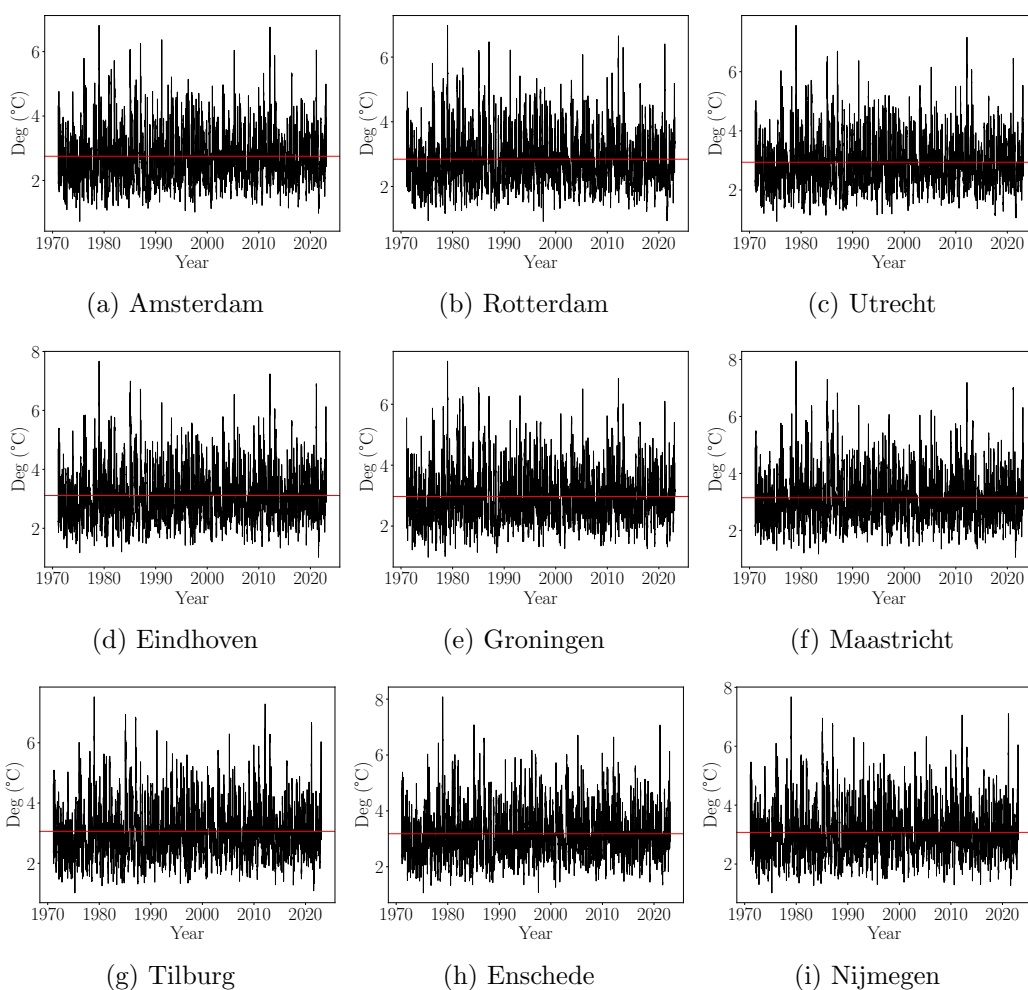 6
4
2
Deg (°C)
1970 1980 1990 2000 2010 2020
Year
(a) Amsterdam
6
4
2
Deg (°C)
1970 1980 1990 2000 2010 2020
Year
(b) Rotterdam
6
4
2
Deg (°C)
1970 1980 1990 2000 2010 2020
Year
(c) Utrecht
8
6
4
2
Deg (°C)
1970 1980 1990 2000 2010 2020
Year
(d) Eindhoven
6
4
2
Deg (°C)
1970 1980 1990 2000 2010 2020
Year
(e) Groningen
8
6
4
2
Deg (°C)
1970 1980 1990 2000 2010 2020
Year
(f) Maastricht
6
4
2
Deg (°C)
1970 1980 1990 2000 2010 2020
Year
(g) Tilburg
8
6
4
2
Deg (°C)
1970 1980 1990 2000 2010 2020
Year
(h) Enschede
8
6
4
2
Deg (°C)
1970 1980 1990 2000 2010 2020
Year
(i) Nijmegen